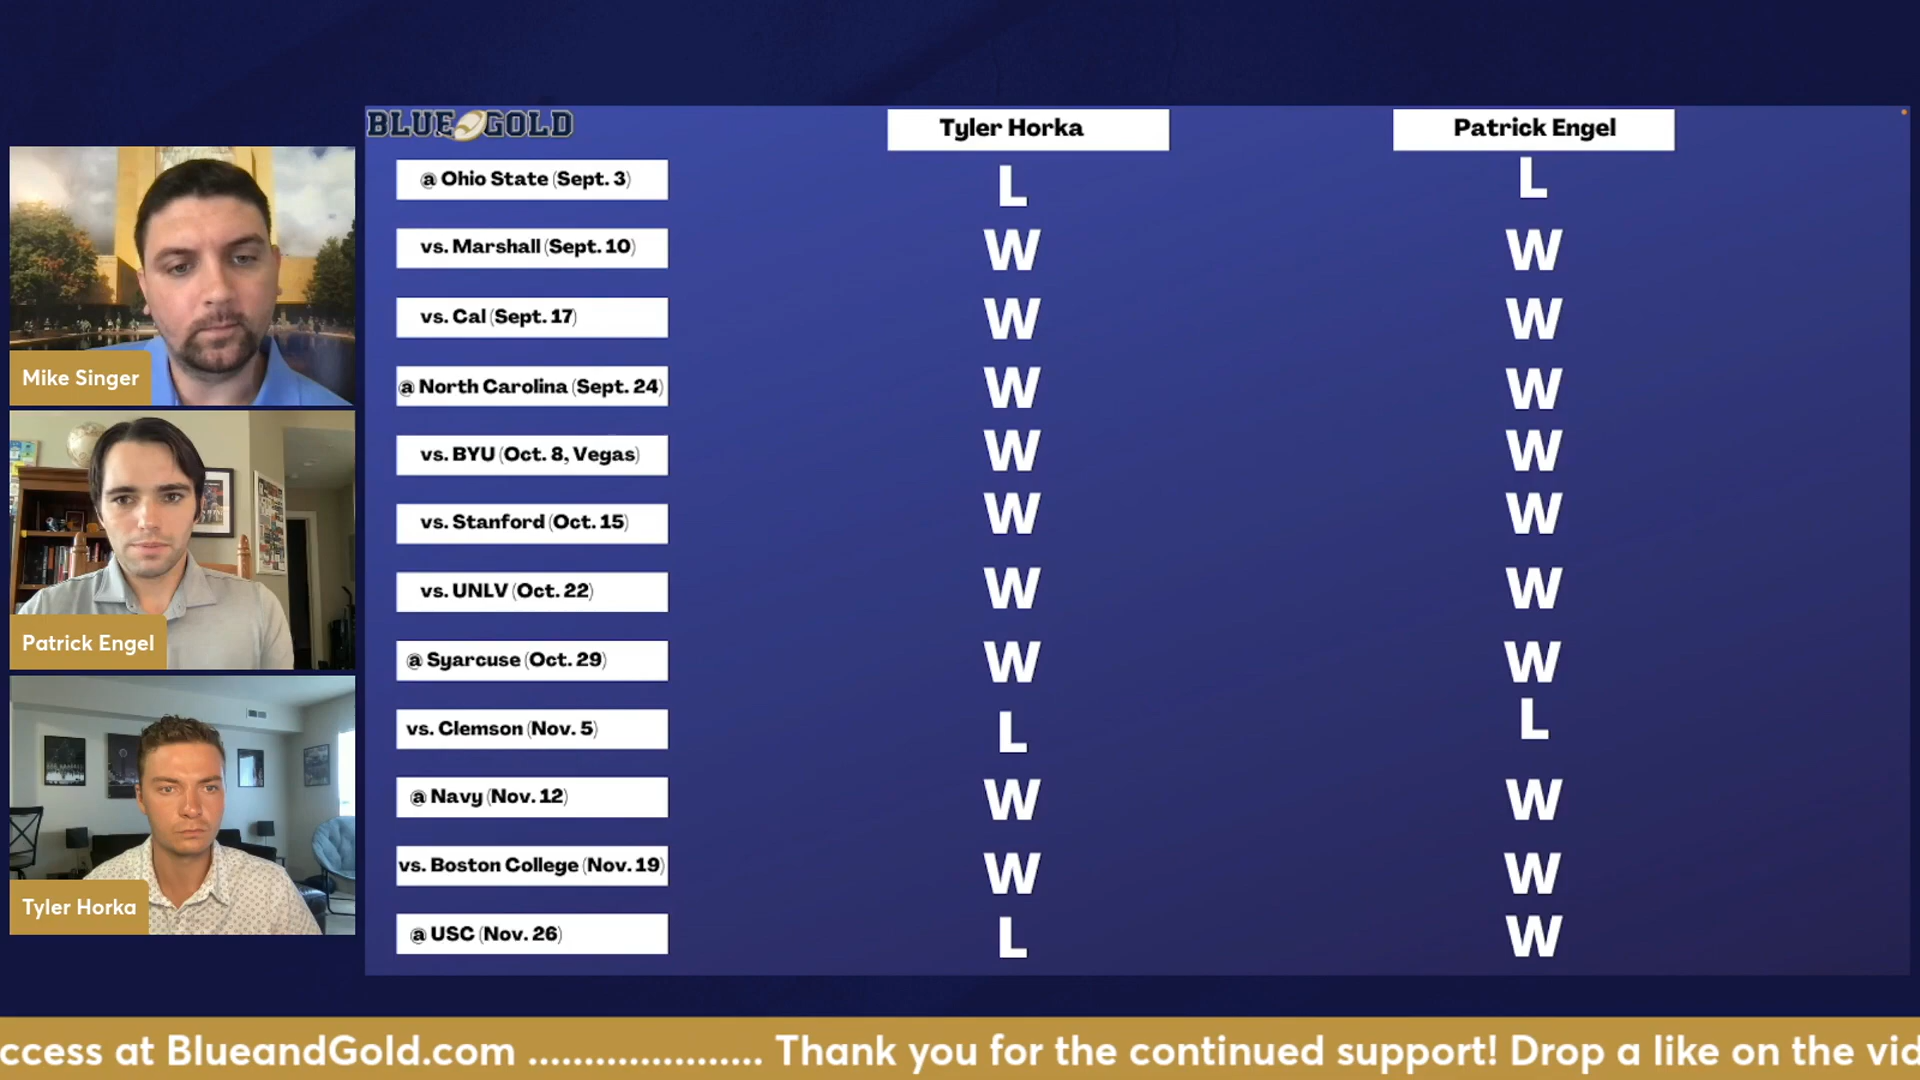 BLUE GOLD
Tyler Horka
Patrick Engel
@ Ohio State (Sept. 3)
L
L
vs. Marshall (Sept. 10)
W
W
vs. Cal (Sept. 17)
W
W
@ North Carolina (Sept. 24)
W
W
vs. BYU (Oct. 8, Vegas)
W
W
vs. Stanford (Oct. 15)
W
W
vs. UNLV (Oct. 22)
W
W
@ Syarcuse (Oct. 29)
W
W
vs. Clemson (Nov. 5)
L
L
@ Navy (Nov. 12)
W
W
vs. Boston College (Nov. 19)
W
W
@ USC (Nov. 26)
L
W
Mike Singer
Patrick Engel
Tyler Horka
ccess at BlueandGold.com ..................... Thank you for the continued support! Drop a like on the vid